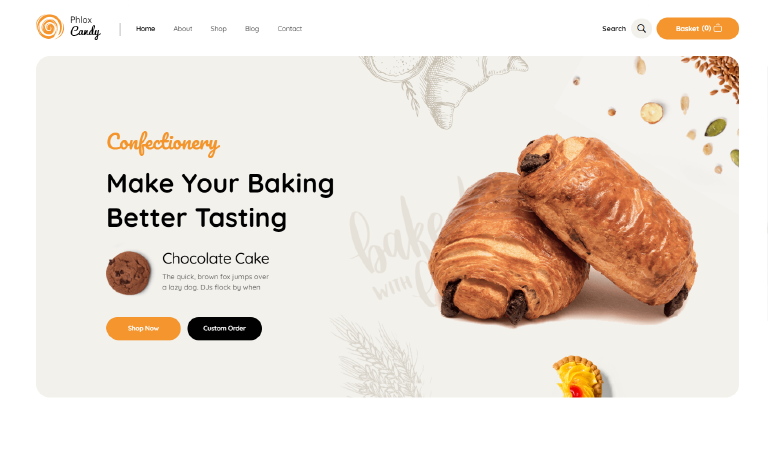 Phlox
Candy
Home
About
Shop
Blog
Contact
Search
Basket (0)
Confectionery
Make Your Baking
Better Tasting
Chocolate Cake
The quick, brown fox jumps over
a lazy dog. DJs flock by when
Shop Now
Custom Order
baked
WITH